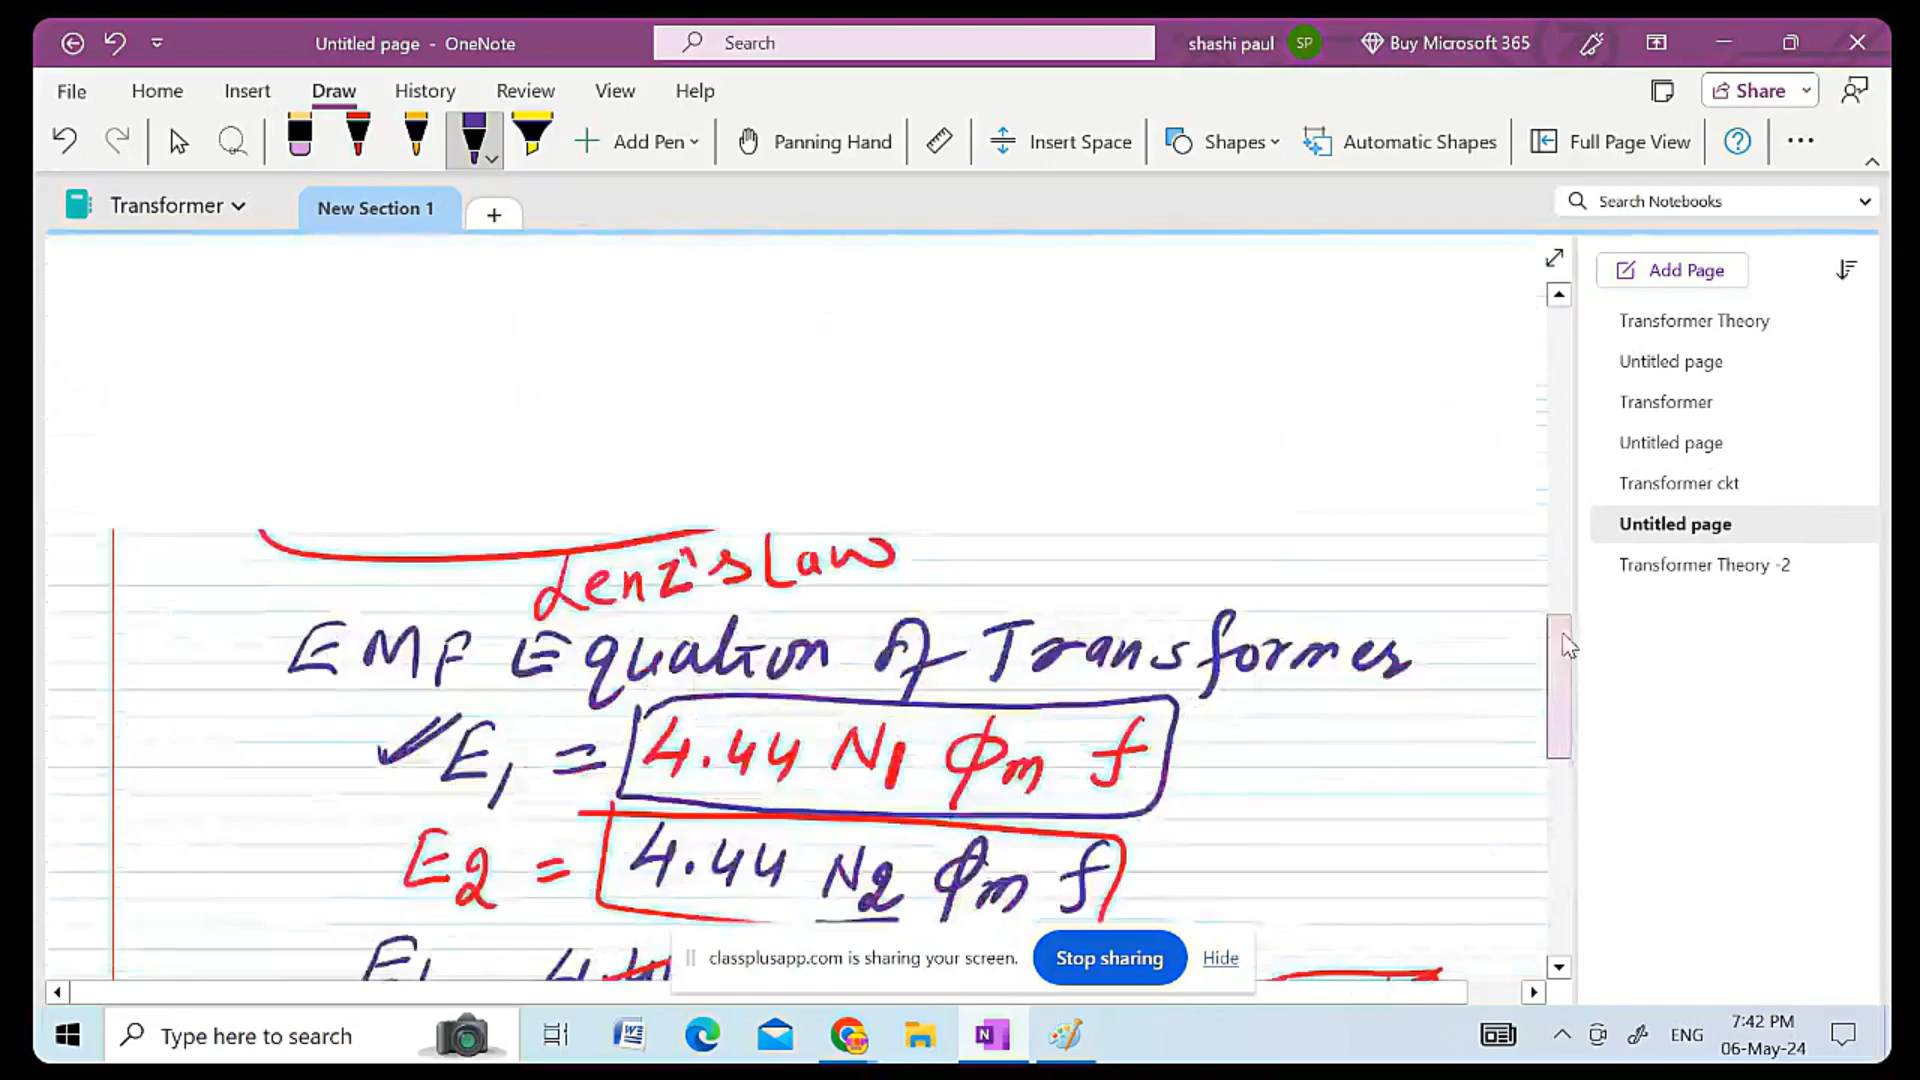 Untitled page - OneNote
Search
shashi paul SP
Buy Microsoft 365
File Home Insert Draw History Review View Help
Share
Add Pen
Panning Hand
Insert Space
Shapes
Automatic Shapes
Full Page View
Transformer
New Section 1
Search Notebooks
Add Page
Transformer Theory
Untitled page
Transformer
Untitled page
Transformer ckt
Untitled page
Transformer Theory -2
Lenz's Law
EMF Equation of Transformer
E1 = 4.44 N1 ϕm f
E2 = 4.44 N2 ϕm f
classplusapp.com is sharing your screen.
Stop sharing
Hide
Type here to search
ENG
7:42 PM
06-May-24